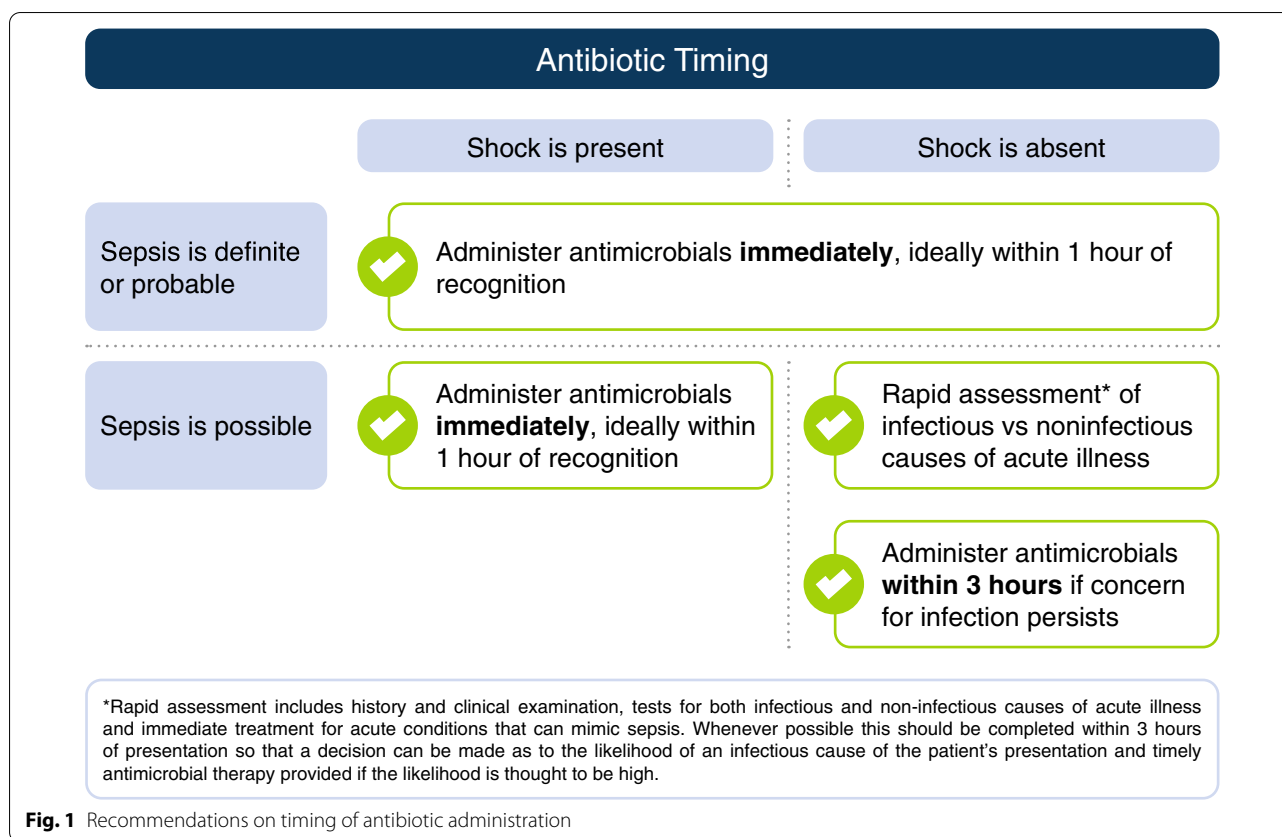 Antibiotic Timing
Shock is present
Shock is absent
Sepsis is definite
or probable
Administer antimicrobials immediately, ideally within 1 hour of
recognition
Sepsis is possible
Administer antimicrobials
immediately, ideally within
1 hour of recognition
Rapid assessment* of
infectious vs noninfectious
causes of acute illness
Administer antimicrobials
within 3 hours if concern
for infection persists
*Rapid assessment includes history and clinical examination, tests for both infectious and non-infectious causes of acute illness
and immediate treatment for acute conditions that can mimic sepsis. Whenever possible this should be completed within 3 hours
of presentation so that a decision can be made as to the likelihood of an infectious cause of the patient's presentation and timely
antimicrobial therapy provided if the likelihood is thought to be high.
Fig. 1 Recommendations on timing of antibiotic administration